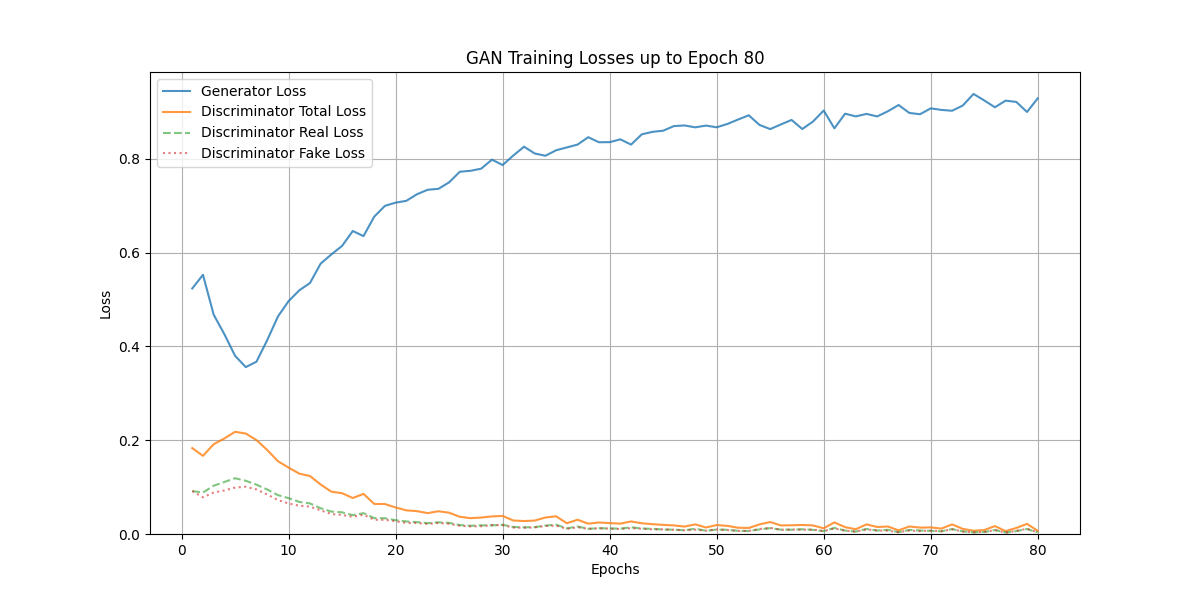 GAN Training Losses up to Epoch 80
Generator Loss
Discriminator Total Loss
Discriminator Real Loss
Discriminator Fake Loss
0.8
0.6
0.4
0.2
0.0
Loss
0 10 20 30 40 50 60 70 80
Epochs